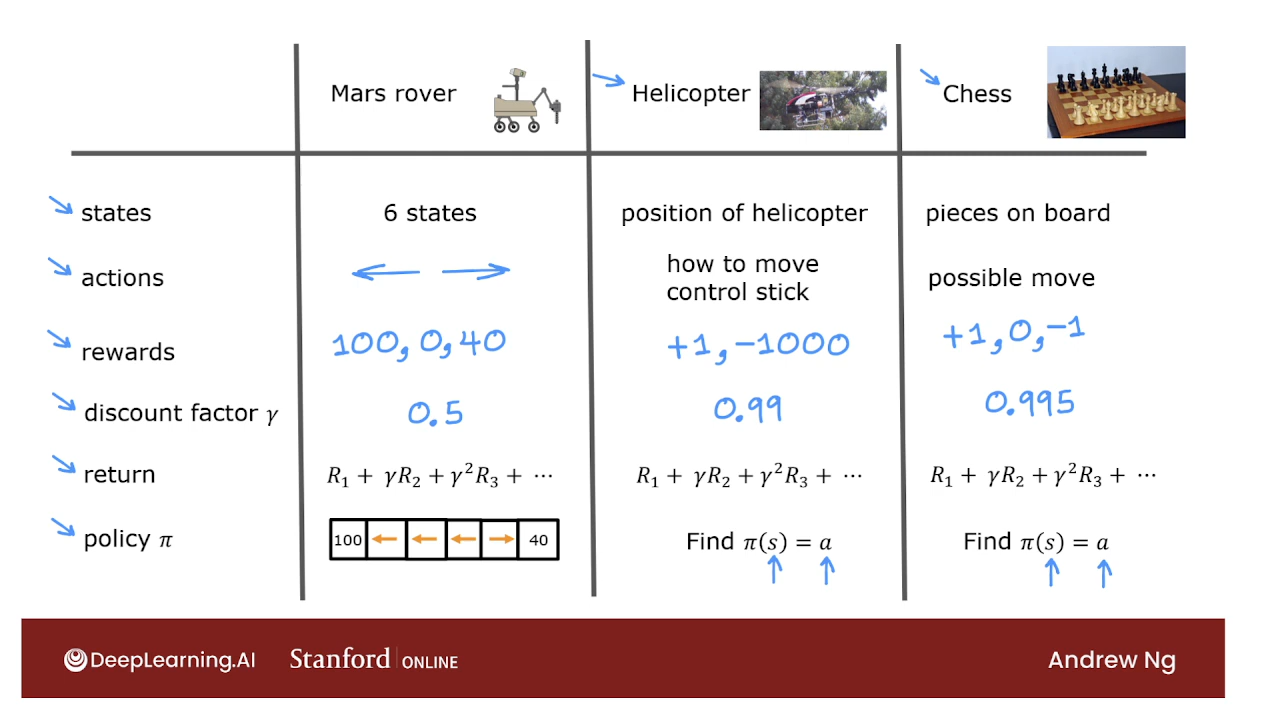 Mars rover Helicopter Chess
states 6 states position of helicopter pieces on board
actions ← → how to move control stick possible move
rewards 100, 0, 40 +1, -1000 +1, 0, -1
discount factor γ 0.5 0.99 0.995
return R₁ + γR₂ + γ²R₃ + ⋯ R₁ + γR₂ + γ²R₃ + ⋯ R₁ + γR₂ + γ²R₃ + ⋯
policy π 100 ← ← ← → 40 Find π(s) = a Find π(s) = a
DeepLearning.AI Stanford | ONLINE Andrew Ng